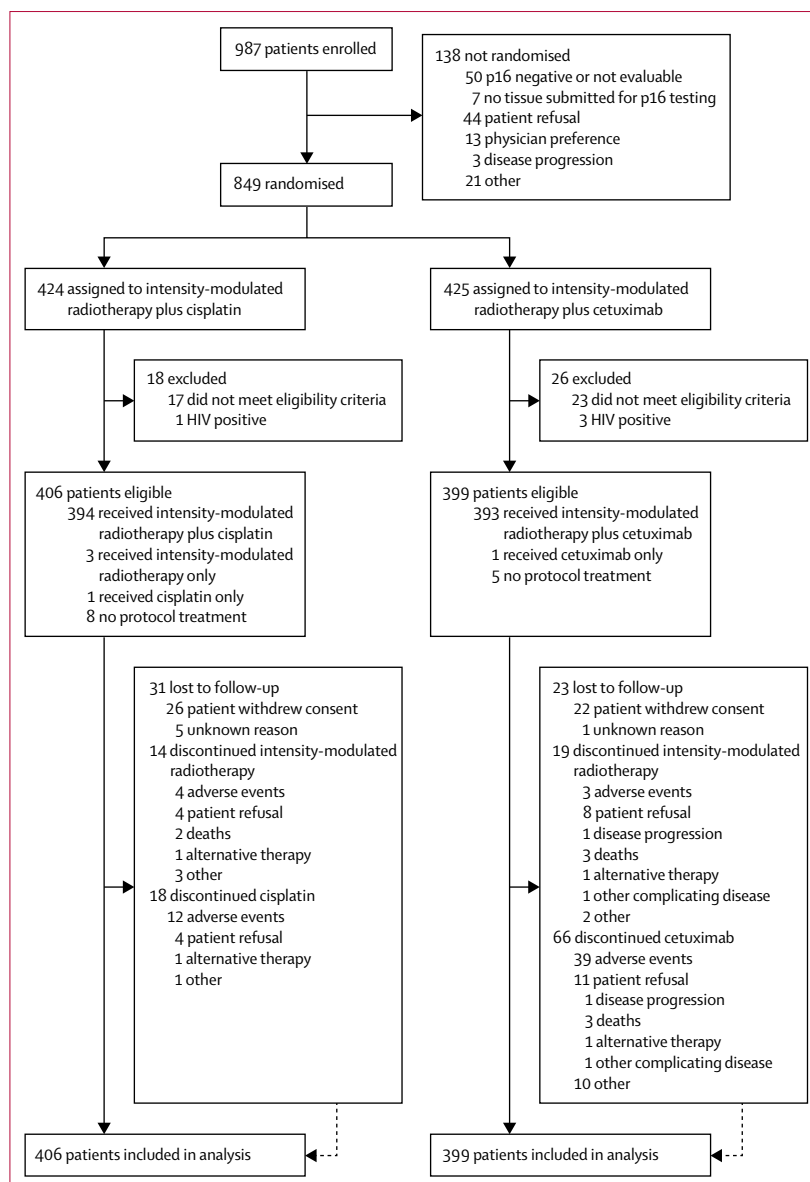 987 patients enrolled
138 not randomised
50 p16 negative or not evaluable
7 no tissue submitted for p16 testing
44 patient refusal
13 physician preference
3 disease progression
21 other
849 randomised
424 assigned to intensity-modulated
radiotherapy plus cisplatin
425 assigned to intensity-modulated
radiotherapy plus cetuximab
18 excluded
17 did not meet eligibility criteria
1 HIV positive
26 excluded
23 did not meet eligibility criteria
3 HIV positive
406 patients eligible
394 received intensity-modulated
radiotherapy plus cisplatin
3 received intensity-modulated
radiotherapy only
1 received cisplatin only
8 no protocol treatment
399 patients eligible
393 received intensity-modulated
radiotherapy plus cetuximab
1 received cetuximab only
5 no protocol treatment
31 lost to follow-up
26 patient withdrew consent
5 unknown reason
14 discontinued intensity-modulated
radiotherapy
4 adverse events
4 patient refusal
2 deaths
1 alternative therapy
3 other
18 discontinued cisplatin
12 adverse events
4 patient refusal
1 alternative therapy
1 other
23 lost to follow-up
22 patient withdrew consent
1 unknown reason
19 discontinued intensity-modulated
radiotherapy
3 adverse events
8 patient refusal
1 disease progression
3 deaths
1 alternative therapy
1 other complicating disease
2 other
66 discontinued cetuximab
39 adverse events
11 patient refusal
1 disease progression
3 deaths
1 alternative therapy
1 other complicating disease
10 other
406 patients included in analysis
399 patients included in analysis